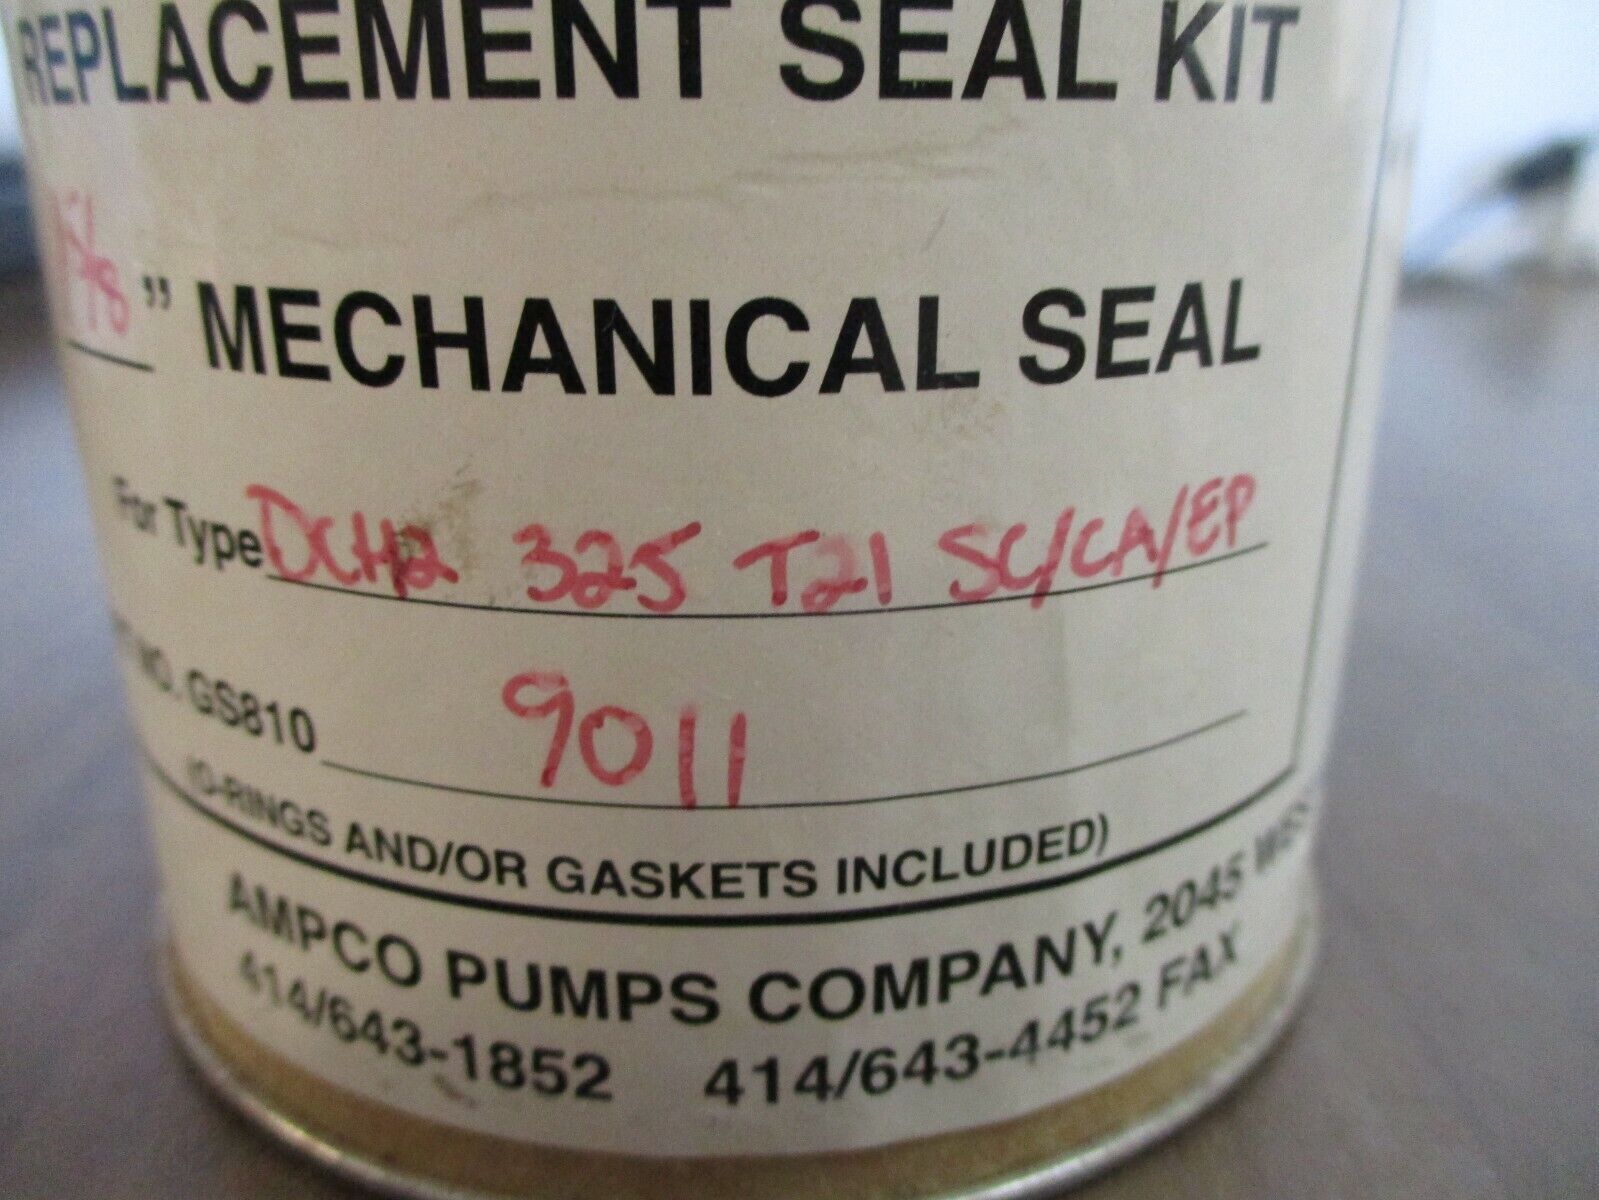 REPLACEMENT SEAL KIT
" MECHANICAL SEAL
For Type DCH2 325 T21 SC/CA/EP
NO. GS810 9011
(O-RINGS AND/OR GASKETS INCLUDED)
AMPCO PUMPS COMPANY, 2045
414/643-1852 414/643-4452 FAX